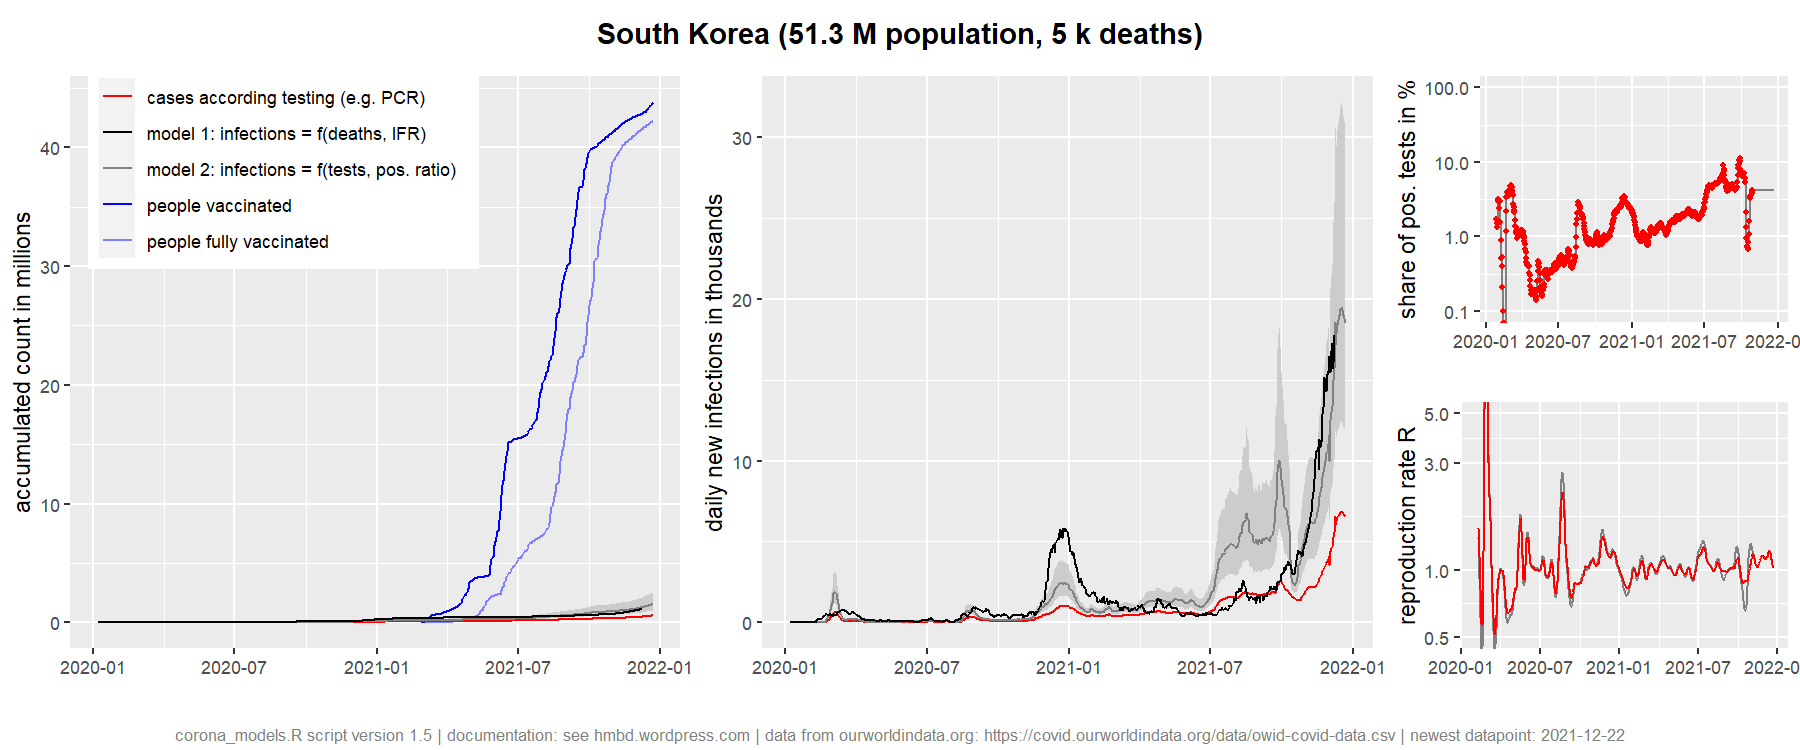 South Korea (51.3 M population, 5 k deaths)
accumulated count in millions
40
30
20
10
0
cases according testing (e.g. PCR)
model 1: infections = f(deaths, IFR)
model 2: infections = f(tests, pos. ratio)
people vaccinated
people fully vaccinated
2020-01 2020-07 2021-01 2021-07 2022-01
daily new infections in thousands
30
20
10
0
2020-01 2020-07 2021-01 2021-07 2022-01
share of pos. tests in %
100.0
10.0
1.0
0.1
2020-01 2020-07 2021-01 2021-07 2022-0
reproduction rate R
5.0
3.0
1.0
0.5
2020-01 2020-07 2021-01 2021-07 2022-0
corona_models.R script version 1.5 | documentation: see hmbd.wordpress.com | data from ourworldindata.org: https://covid.ourworldindata.org/data/owid-covid-data.csv | newest datapoint: 2021-12-22